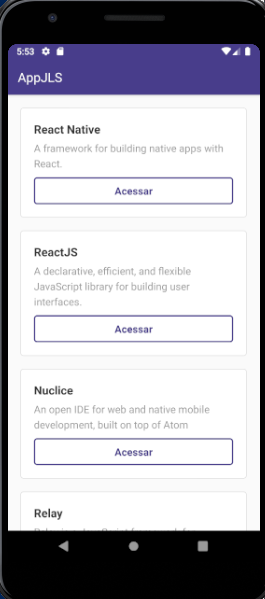 5:53
AppJLS
React Native
A framework for building native apps with
React.
Acessar
ReactJS
A declarative, efficient, and flexible
JavaScript library for building user
interfaces.
Acessar
Nuclice
An open IDE for web and native mobile
development, built on top of Atom
Acessar
Relay